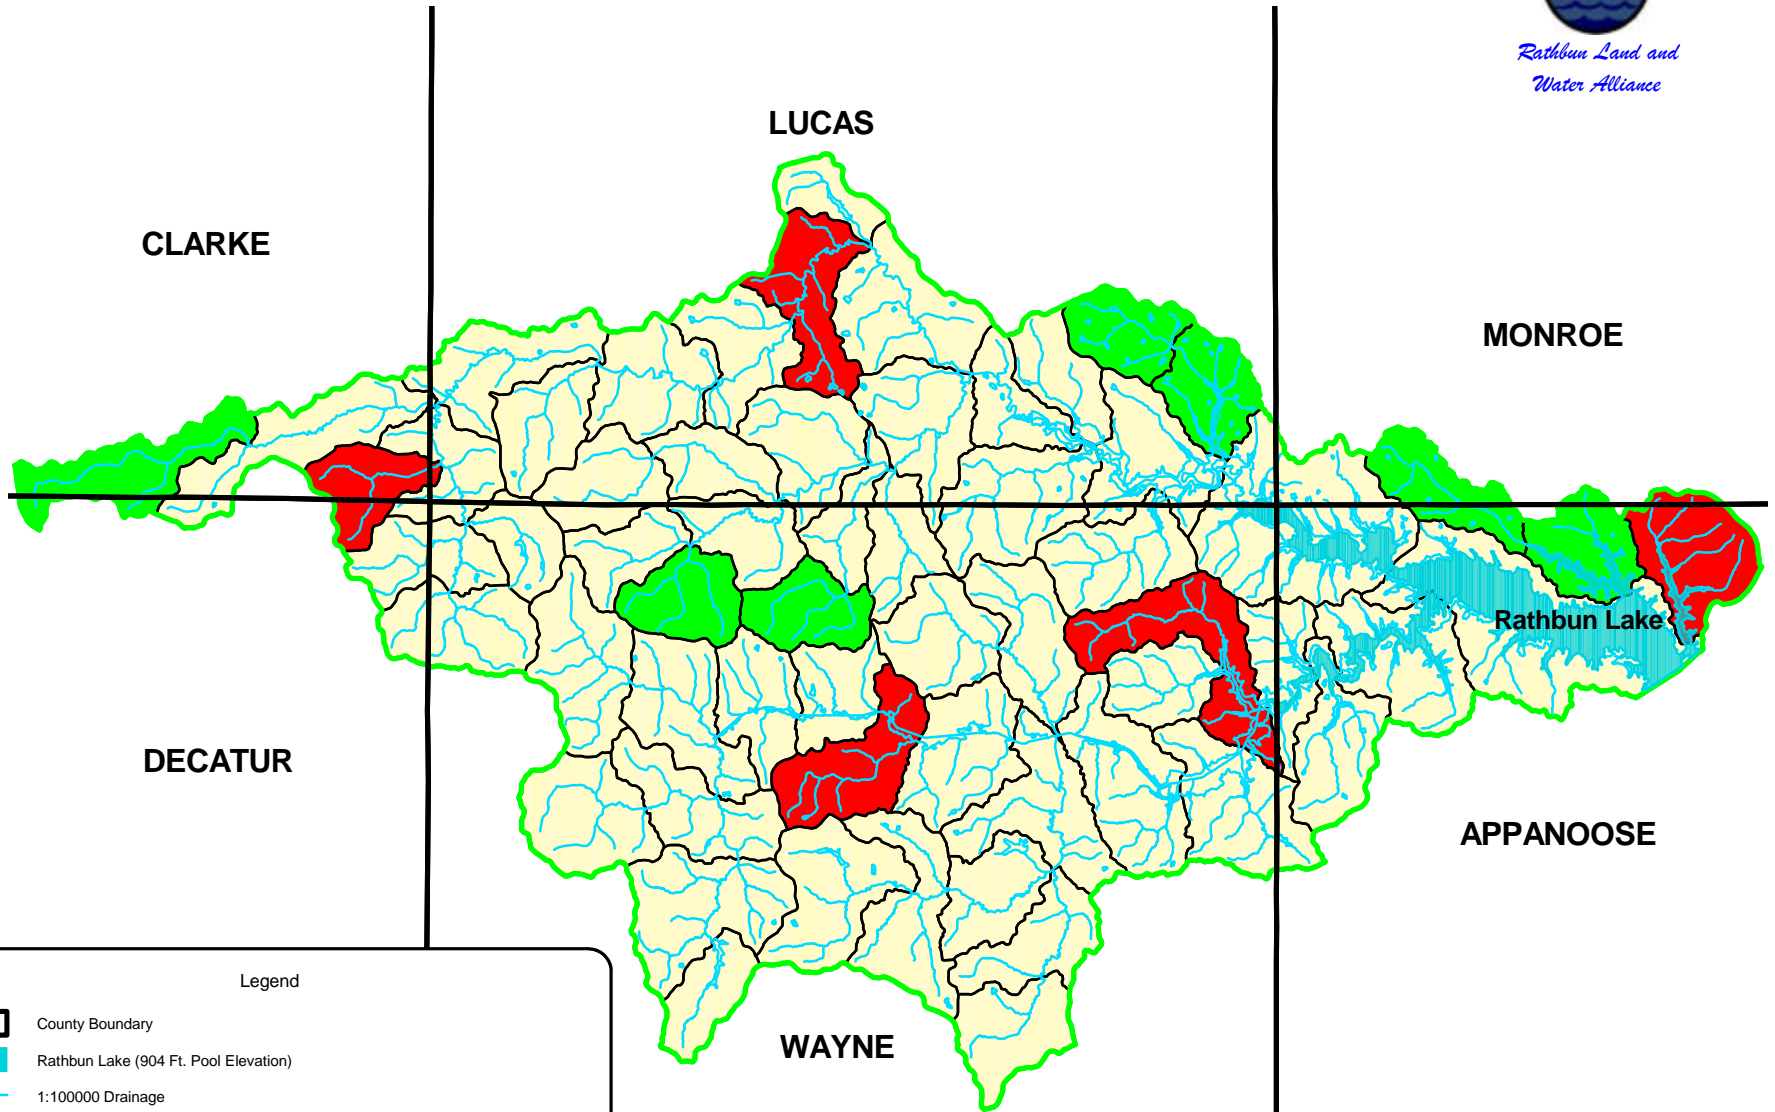 Rathbun Land and
Water Alliance
LUCAS
CLARKE
MONROE
Rathbun Lake
DECATUR
APPANOOSE
WAYNE
Legend
County Boundary
Rathbun Lake (904 Ft. Pool Elevation)
1:100000 Drainage